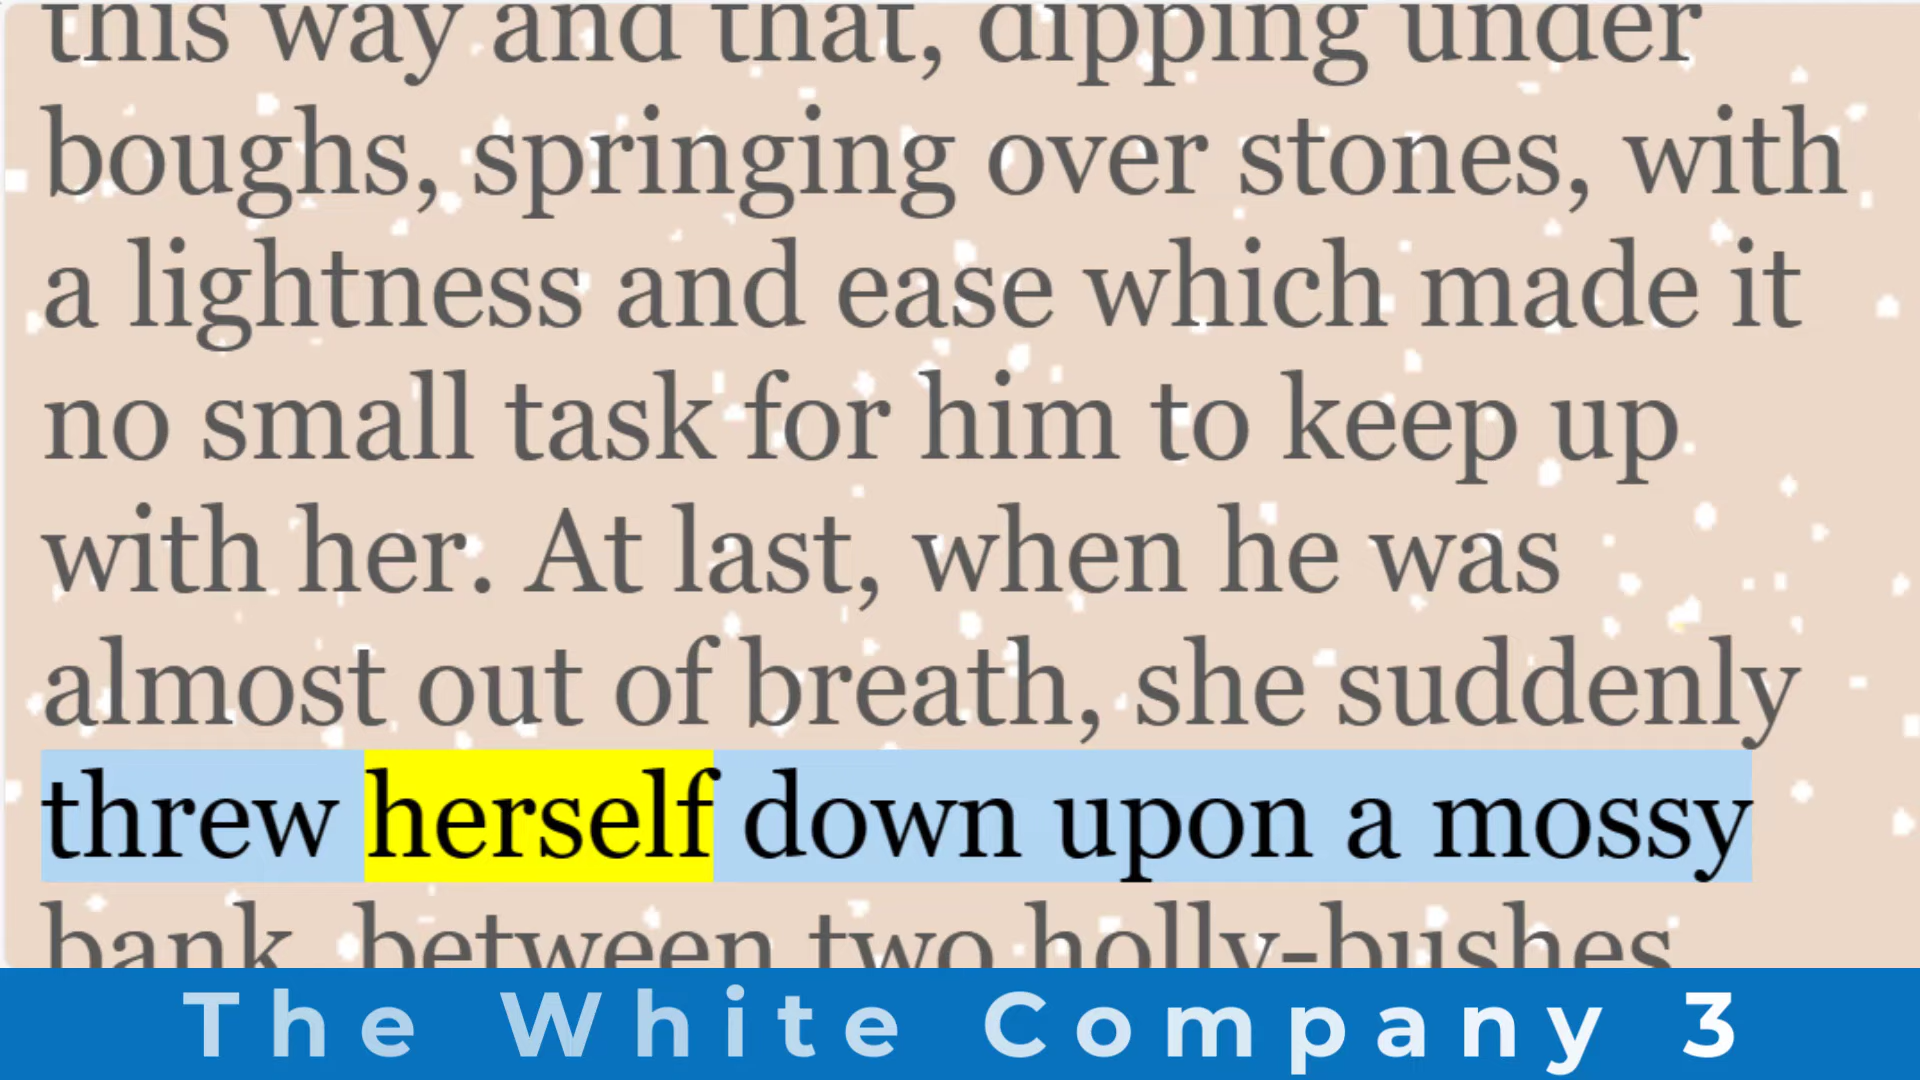 this way and that, dipping under
boughs, springing over stones, with
a lightness and ease which made it
no small task for him to keep up
with her. At last, when he was
almost out of breath, she suddenly
threw herself down upon a mossy
bank, between two holly-bushes
The White Company 3